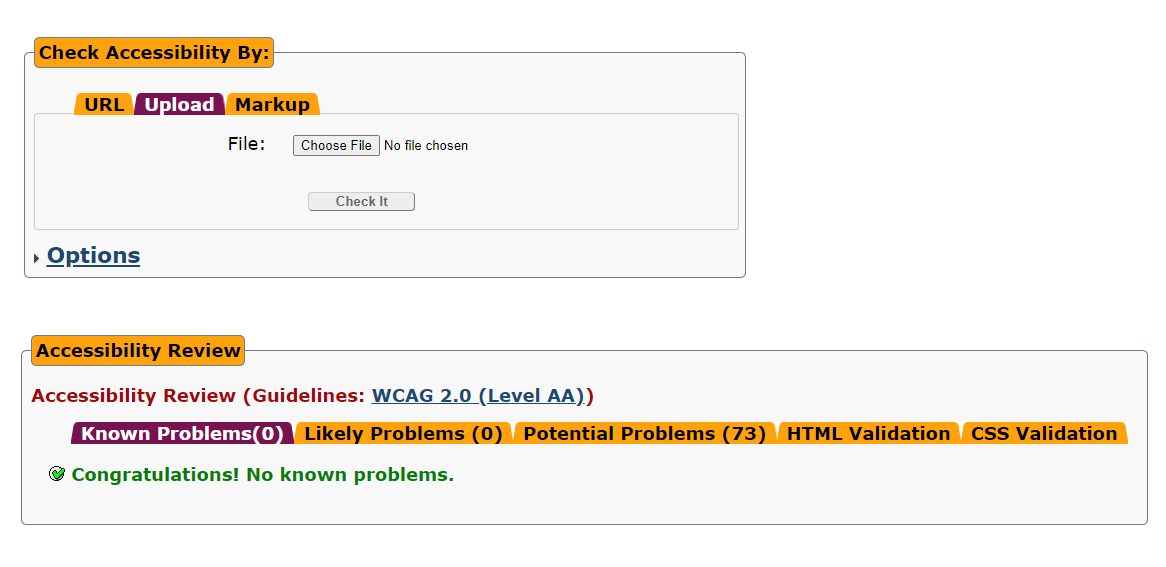 Check Accessibility By:
URL Upload Markup
File: Choose File No file chosen
Check It
Options
Accessibility Review
Accessibility Review (Guidelines: WCAG 2.0 (Level AA))
Known Problems(0) Likely Problems (0) Potential Problems (73) HTML Validation CSS Validation
Congratulations! No known problems.